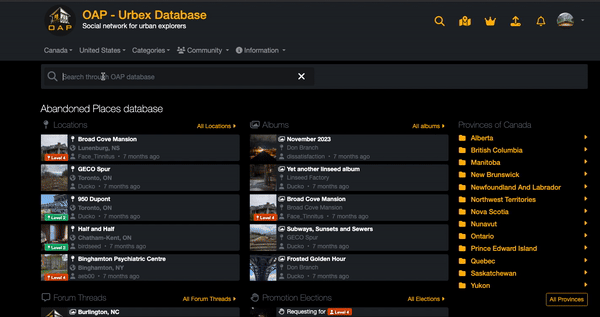 OAP
OAP - Urbex Database
Social network for urban explorers
Canada
United States
Categories
Community
Information
Search through OAP database
Abandoned Places database
Locations
All Locations
Broad Cove Mansion
Lunenburg, NS
Face_Tinnitus • 7 months ago
Level 4
GECO Spur
Toronto, ON
Ducko • 7 months ago
950 Dupont
Toronto, ON
Ducko • 7 months ago
Level 2
Half and Half
Chatham-Kent, ON
birdseed • 7 months ago
Level 2
Binghamton Psychiatric Centre
Binghamton, NY
aeb00 • 7 months ago
Level 4
Albums
All albums
November 2023
Don Branch
dissatisfaction • 7 months ago
Yet another linseed album
Linseed Factory
Ducko • 7 months ago
Broad Cove Mansion
Broad Cove Mansion
Face_Tinnitus • 7 months ago
Level 4
Subways, Sunsets and Sewers
GECO Spur
Ducko • 7 months ago
Frosted Golden Hour
Don Branch
Ducko • 7 months ago
Provinces of Canada
Alberta
British Columbia
Manitoba
New Brunswick
Newfoundland And Labrador
Northwest Territories
Nova Scotia
Nunavut
Ontario
Prince Edward Island
Quebec
Saskatchewan
Yukon
All Provinces
Forum Threads
All Forum Threads
Burlington, NC
Promotion Elections
All Elections
Requesting for Level 4